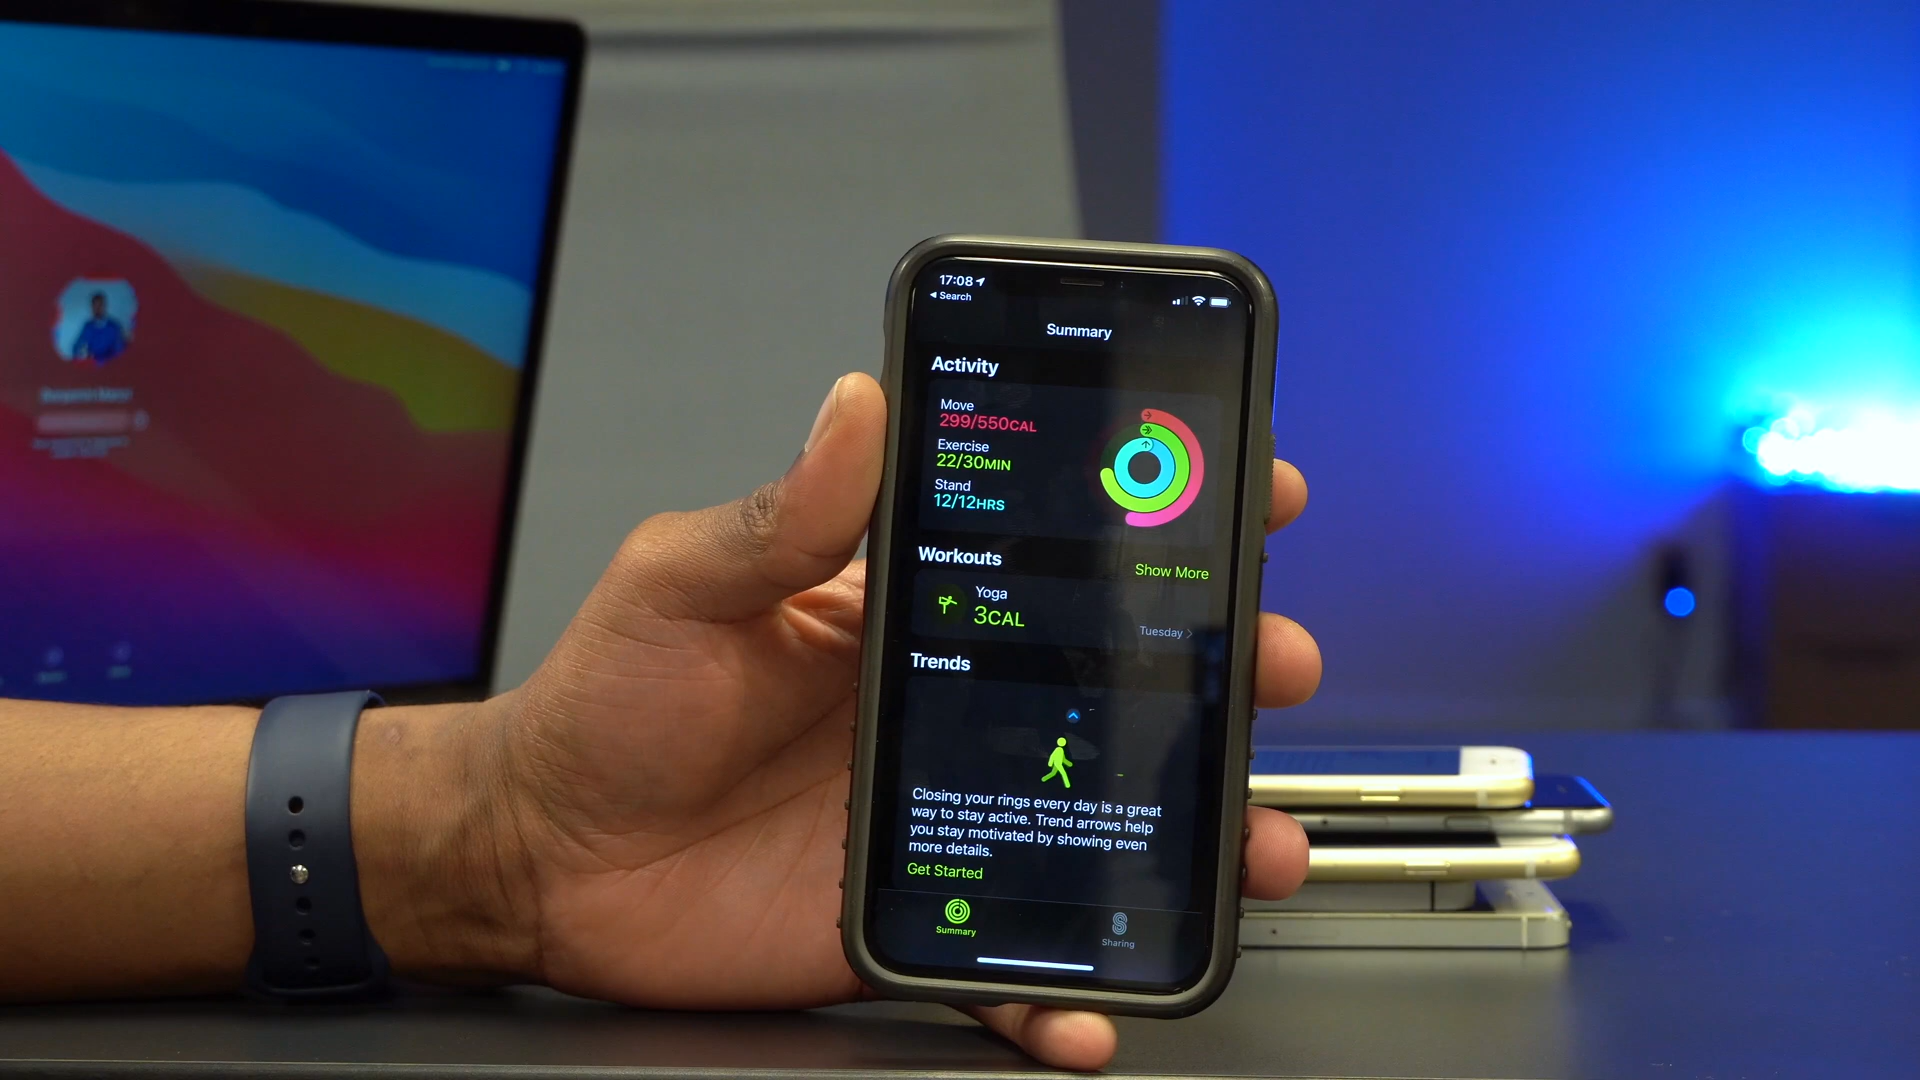 17:08
Search
Summary
Activity
Move
299/550CAL
Exercise
22/30MIN
Stand
12/12HRS
Workouts
Show More
Yoga
3CAL
Tuesday
Trends
Closing your rings every day is a great
way to stay active. Trend arrows help
you stay motivated by showing even
more details.
Get Started
Summary
Sharing